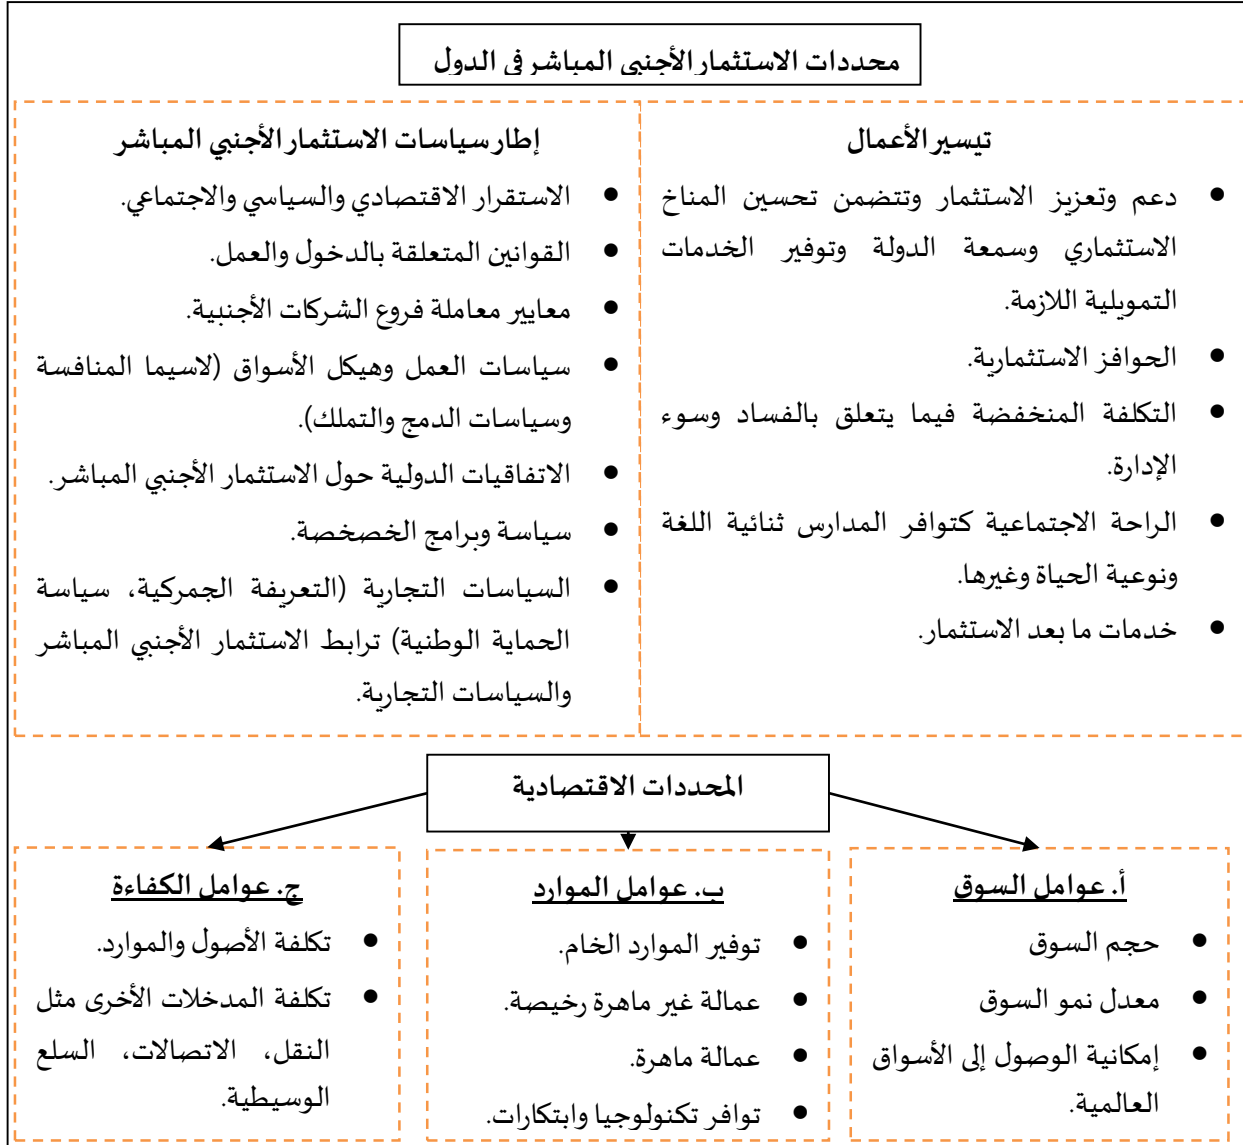 محددات الاستثمار الأجنبي المباشر في الدول
تيسير الأعمال
● دعم وتعزيز الاستثمار وتتضمن تحسين المناخ
الاستثماري وسمعة الدولة وتوفير الخدمات
التمويلية اللازمة.
● الحوافز الاستثمارية.
● التكلفة المنخفضة فيما يتعلق بالفساد وسوء
الإدارة.
● الراحة الاجتماعية كتوافر المدارس ثنائية اللغة
ونوعية الحياة وغيرها.
● خدمات ما بعد الاستثمار.
إطار سياسات الاستثمار الأجنبي المباشر
● الاستقرار الاقتصادي والسياسي والاجتماعي.
● القوانين المتعلقة بالدخول والعمل.
● معايير معاملة فروع الشركات الأجنبية.
● سياسات العمل وهيكل الأسواق (لاسيما المنافسة
وسياسات الدمج والتملك).
● الاتفاقيات الدولية حول الاستثمار الأجنبي المباشر.
● سياسة وبرامج الخصخصة.
● السياسات التجارية (التعريفة الجمركية، سياسة
الحماية الوطنية) ترابط الاستثمار الأجنبي المباشر
والسياسات التجارية.
المحددات الاقتصادية
أ. عوامل السوق
● حجم السوق
● معدل نمو السوق
● إمكانية الوصول إلى الأسواق
العالمية.
ب. عوامل الموارد
● توفير الموارد الخام.
● عمالة غير ماهرة رخيصة.
● عمالة ماهرة.
● توافر تكنولوجيا وابتكارات.
ج. عوامل الكفاءة
● تكلفة الأصول والموارد.
● تكلفة المدخلات الأخرى مثل
النقل، الاتصالات، السلع
الوسيطية.